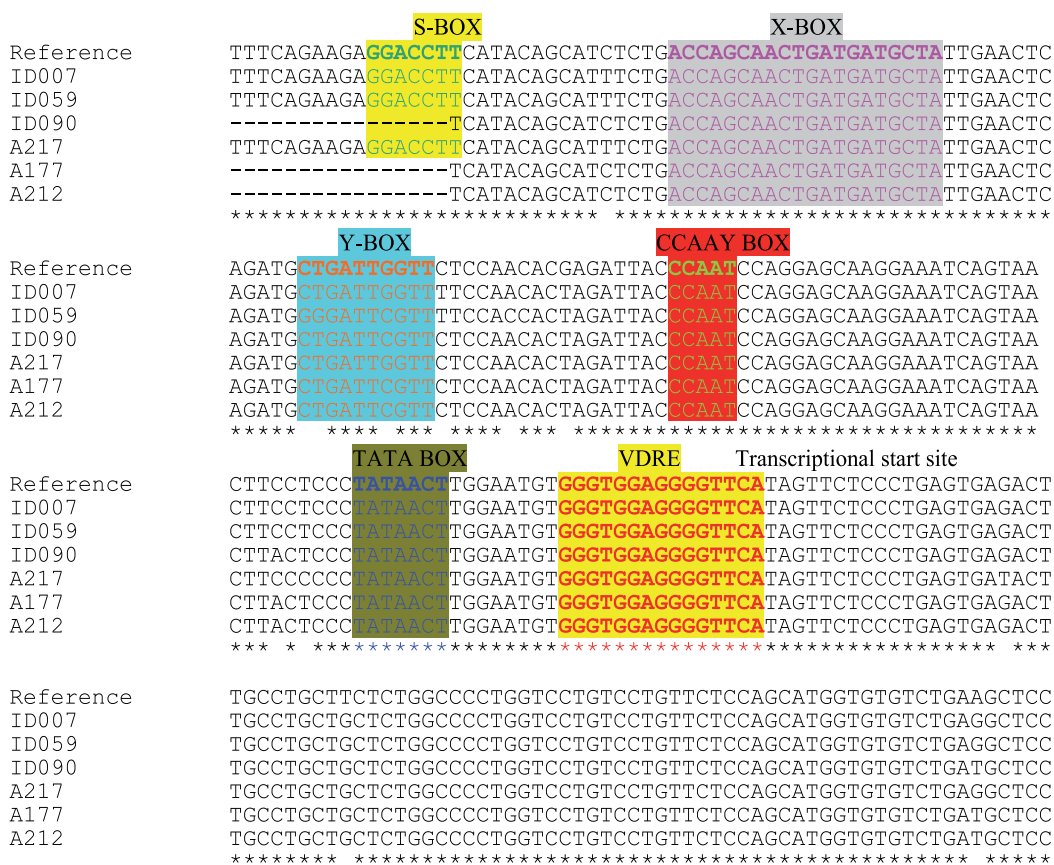 S-BOX X-BOX
Reference TTTCAGAAGAGGACCTTCATACAGCATCTCTGACCAGCAACTGATGATGCTATTGAACTC
ID007 TTTCAGAAGAGGACCTTCATACAGCATTTCTGACCAGCAACTGATGATGCTATTGAACTC
ID059 TTTCAGAAGAGGACCTTCATACAGCATTTCTGACCAGCAACTGATGATGCTATTGAACTC
ID090 ----------------TCATACAGCATCTCTGACCAGCAACTGATGATGCTATTGAACTC
A217 TTTCAGAAGAGGACCTTCATACAGCATTTCTGACCAGCAACTGATGATGCTATTGAACTC
A177 ----------------TCATACAGCATCTCTGACCAGCAACTGATGATGCTATTGAACTC
A212 ----------------TCATACAGCATCTCTGACCAGCAACTGATGATGCTATTGAACTC
*************************** ********************************
Y-BOX CCAAY BOX
Reference AGATGCTGATTGGTTCTCCAACACGAGATTACCCAATCCAGGAGCAAGGAAATCAGTAA
ID007 AGATGCTGATTGGTTTTCCAACACTAGATTACCCAATCCAGGAGCAAGGAAATCAGTAA
ID059 AGATGGGGATTCGTTTTCCACCACTAGATTACCCAATCCAGGAGCAAGGAAATCAGTAA
ID090 AGATGCTGATTCGTTCTCCAACACTAGATTACCCAATCCAGGAGCAAGGAAATCAGTAA
A217 AGATGCTGATTGGTTCTCCAACACTAGATTACCCAATCCAGGAGCAAGGAAATCAGTAA
A177 AGATGCTGATTCGTTCTCCAACACTAGATTACCCAATCCAGGAGCAAGGAAATCAGTAA
A212 AGATGCTGATTCGTTCTCCAACACTAGATTACCCAATCCAGGAGCAAGGAAATCAGTAA
*****  **** *** **** *** **********************************
TATA BOX VDRE Transcriptional start site
Reference CTTCCTCCCTATAACTTGGAATGTGGGTGGAGGGGTTCATAGTTCTCCCTGAGTGAGACT
ID007 CTTCCTCCCTATAACTTGGAATGTGGGTGGAGGGGTTCATAGTTCTCCCTGAGTGAGACT
ID059 CTTCCTCCCTATAACTTGGAATGTGGGTGGAGGGGTTCATAGTTCTCCCTGAGTGAGACT
ID090 CTTACTCCCTATAACTTGGAATGTGGGTGGAGGGGTTCATAGTTCTCCCTGAGTGAGACT
A217 CTTCCCCCCTATAACTTGGAATGTGGGTGGAGGGGTTCATAGTTCTCCCTGAGTGATACT
A177 CTTACTCCCTATAACTTGGAATGTGGGTGGAGGGGTTCATAGTTCTCCCTGAGTGAGACT
A212 CTTACTCCCTATAACTTGGAATGTGGGTGGAGGGGTTCATAGTTCTCCCTGAGTGAGACT
*** * ************************************************** ***
Reference TGCCTGCTTCTCTGGCCCCTGGTCCTGTCCTGTTCTCCAGCATGGTGTGTCTGAAGCTCC
ID007 TGCCTGCTGCTCTGGCCCCTGGTCCTGTCCTGTTCTCCAGCATGGTGTGTCTGAGGCTCC
ID059 TGCCTGCTGCTCTGGCCCCTGGTCCTGTCCTGTTCTCCAGCATGGTGTGTCTGAGGCTCC
ID090 TGCCTGCTGCTCTGGCCCCTGGTCCTGTCCTGTTCTCCAGCATGGTGTGTCTGATGCTCC
A217 TGCCTGCTGCTCTGGCCCCTGGTCCTGTCCTGTTCTCCAGCATGGTGTGTCTGAGGCTCC
A177 TGCCTGCTGCTCTGGCCCCTGGTCCTGTCCTGTTCTCCAGCATGGTGTGTCTGATGCTCC
A212 TGCCTGCTGCTCTGGCCCCTGGTCCTGTCCTGTTCTCCAGCATGGTGTGTCTGATGCTCC
******** ********************************************* *****